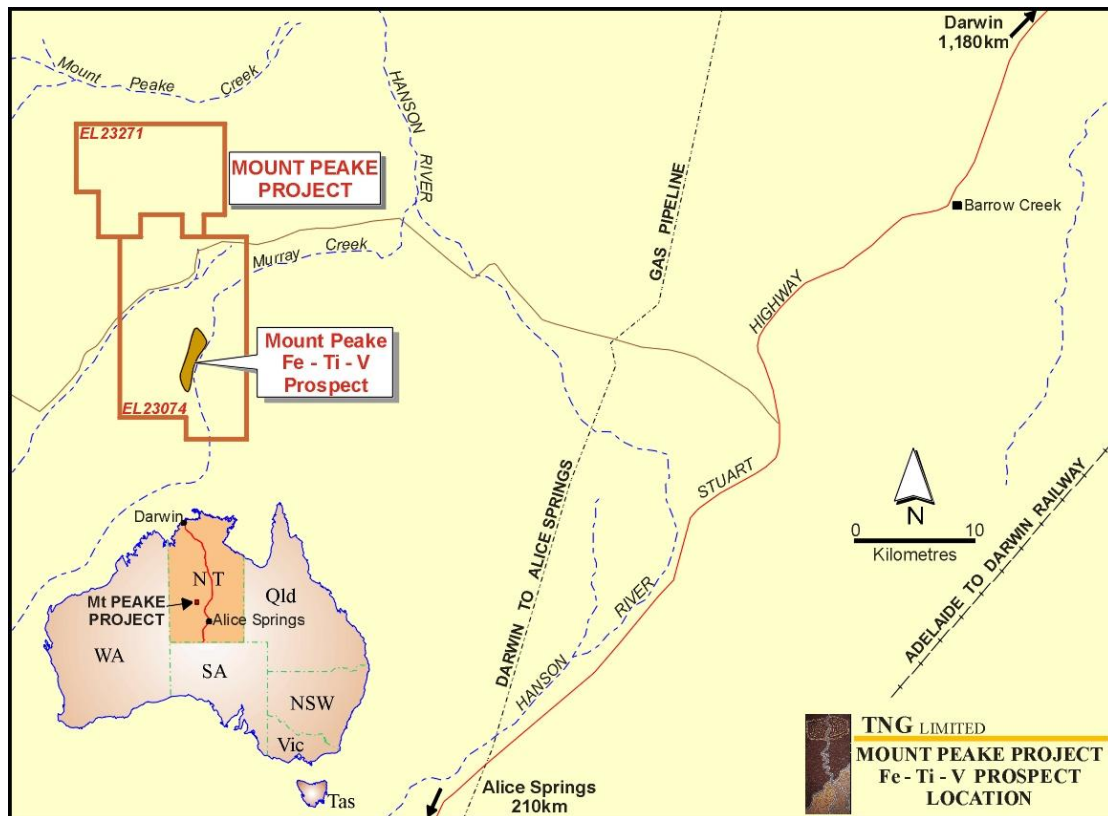 Darwin
1,180km
Mount Peake Creek
HANSON RIVER
EL23271
MOUNT PEAKE
PROJECT
GAS PIPELINE
Barrow Creek
Murray Creek
HIGHWAY
Mount Peake
Fe - Ti - V
Prospect
EL23074
STUART
DARWIN TO ALICE SPRINGS
N
0 10
Kilometres
ADELAIDE TO DARWIN RAILWAY
HANSON RIVER
Darwin
N T
Qld
Mt PEAKE
PROJECT
Alice Springs
WA
SA
NSW
Vic
Tas
Alice Springs
210km
TNG LIMITED
MOUNT PEAKE PROJECT
Fe - Ti - V PROSPECT
LOCATION